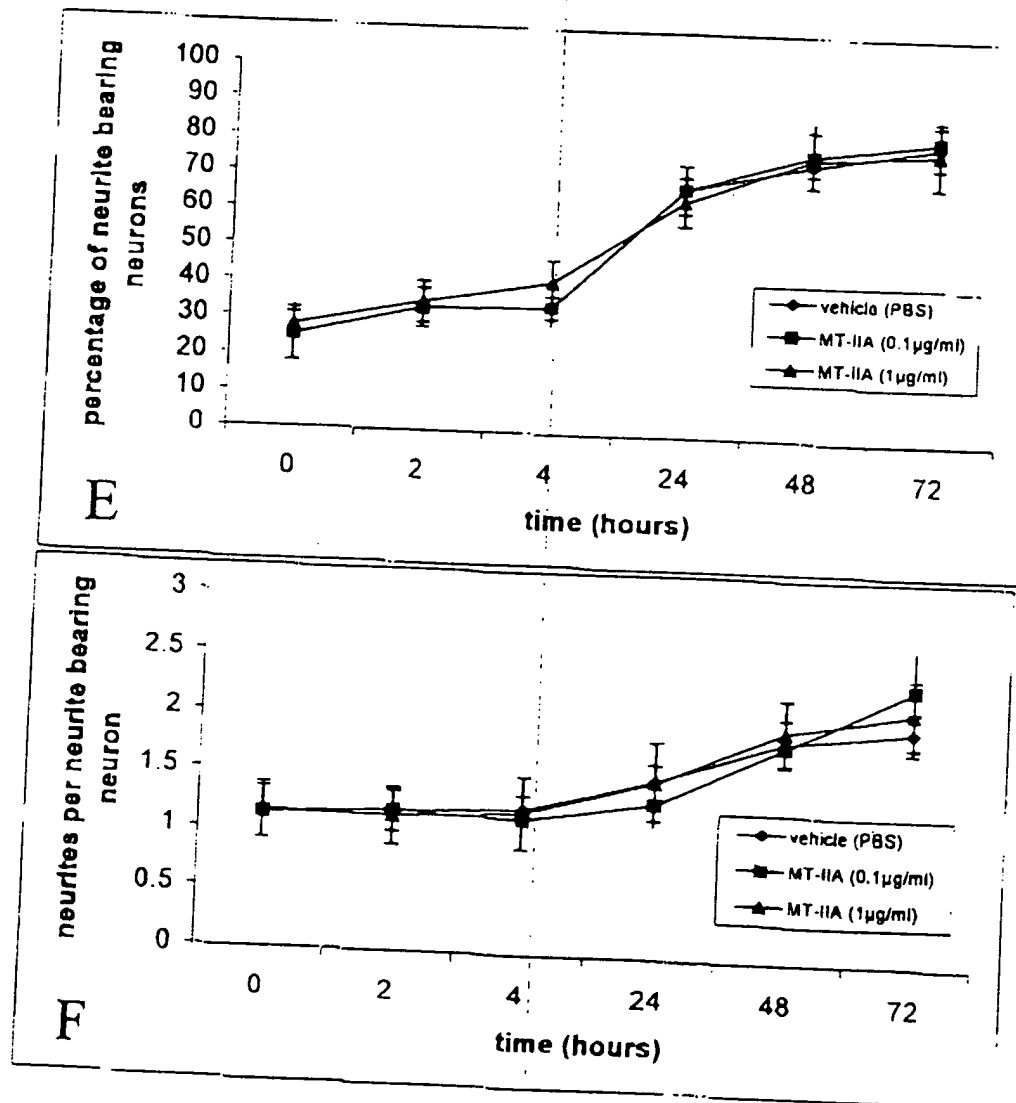 percentage of neurite bearing
neurons
100
90
80
70
60
50
40
30
20
10
0
0 2 4 24 48 72
time (hours)
vehicle (PBS)
MT-IIA (0.1µg/ml)
MT-IIA (1µg/ml)
E
neurites per neurite bearing
neuron
3
2.5
2
1.5
1
0.5
0
0 2 4 24 48 72
time (hours)
vehicle (PBS)
MT-IIA (0.1µg/ml)
MT-IIA (1µg/ml)
F